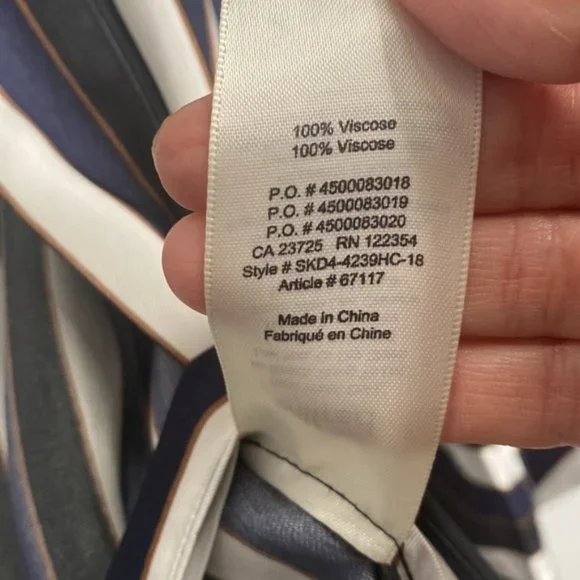 100% Viscose
100% Viscose
P.O. # 4500083018
P.O. # 4500083019
P.O. # 4500083020
CA 23725 RN 122354
Style # SKD4-4239HC-18
Article # 67117
Made in China
Fabriqué en Chine